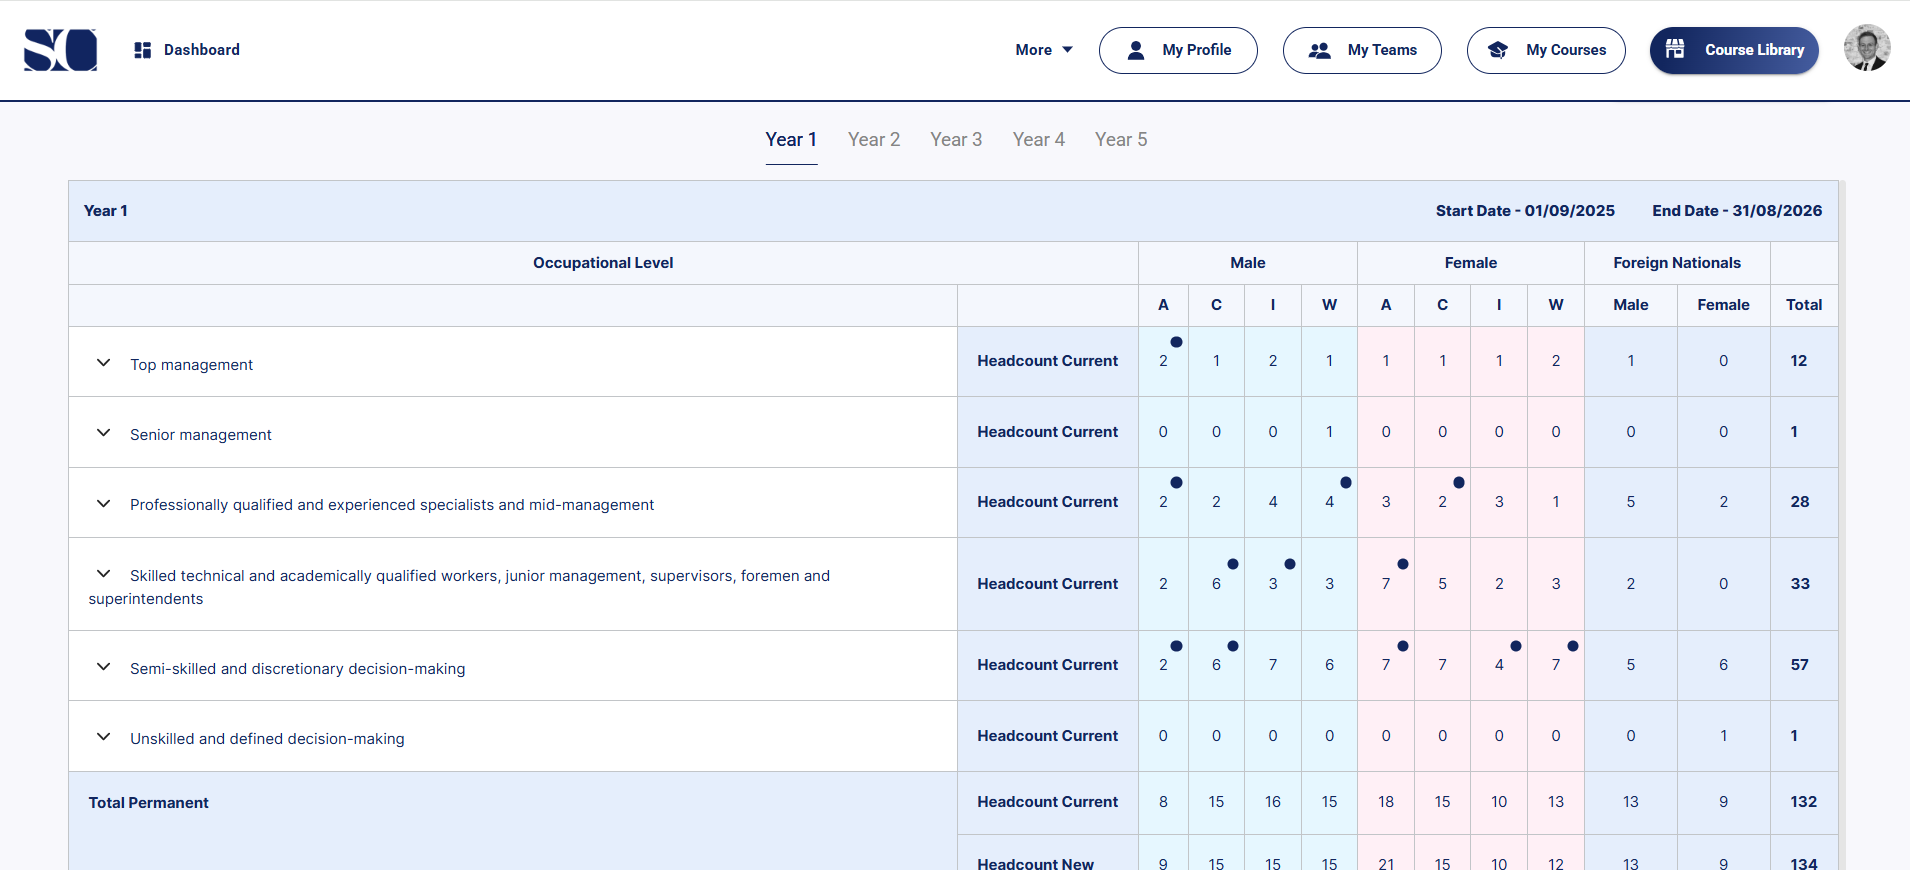 SO Dashboard More My Profile My Teams My Courses Course Library
Year 1 Year 2 Year 3 Year 4 Year 5
Year 1 Start Date - 01/09/2025 End Date - 31/08/2026
Occupational Level Male Female Foreign Nationals
A C I W A C I W Male Female Total
Top management Headcount Current 2 1 2 1 1 1 1 2 1 0 12
Senior management Headcount Current 0 0 0 1 0 0 0 0 0 0 1
Professionally qualified and experienced specialists and mid-management Headcount Current 2 2 4 4 3 2 3 1 5 2 28
Skilled technical and academically qualified workers, junior management, supervisors, foremen and
superintendents Headcount Current 2 6 3 3 7 5 2 3 2 0 33
Semi-skilled and discretionary decision-making Headcount Current 2 6 7 6 7 7 4 7 5 6 57
Unskilled and defined decision-making Headcount Current 0 0 0 0 0 0 0 0 0 1 1
Total Permanent Headcount Current 8 15 16 15 18 15 10 13 13 9 132
Headcount New 9 15 15 15 21 15 10 12 13 9 134